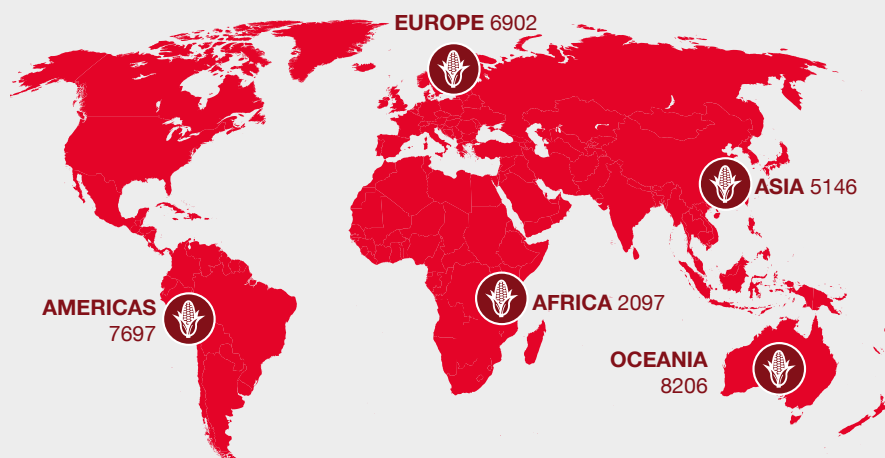 EUROPE 6902
ASIA 5146
AMERICAS
7697
AFRICA 2097
OCEANIA
8206